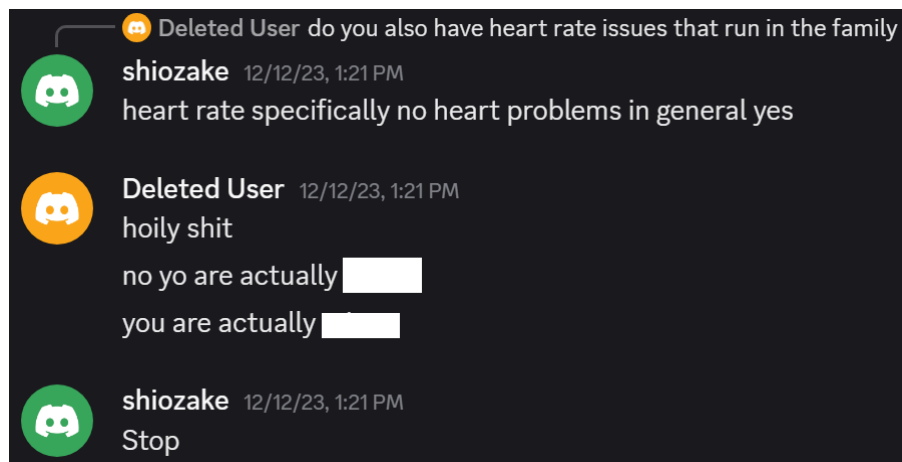 Deleted User do you also have heart rate issues that run in the family
shiozake 12/12/23, 1:21 PM
heart rate specifically no heart problems in general yes
Deleted User 12/12/23, 1:21 PM
hoily shit
no yo are actually
you are actually
shiozake 12/12/23, 1:21 PM
Stop